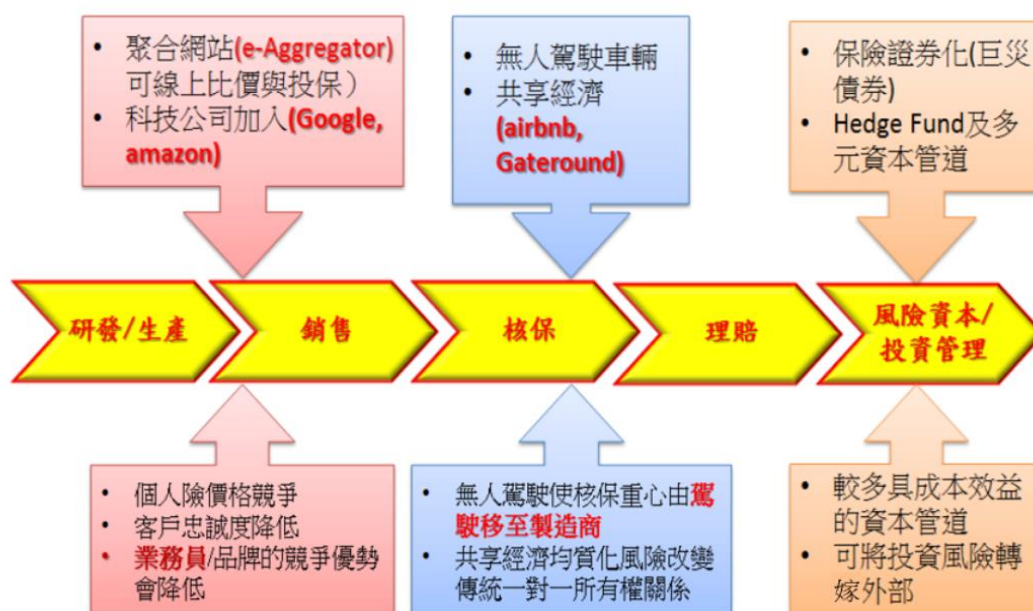 • 聚合網站(e-Aggregator)
可線上比價與投保）
• 科技公司加入(Google,
amazon)
• 無人駕駛車輛
• 共享經濟
(airbnb,
Gateround)
• 保險證券化(巨災
債券)
• Hedge Fund及多
元資本管道
研發/生產
銷售
核保
理賠
風險資本/
投資管理
• 個人險價格競爭
• 客戶忠誠度降低
• 業務員/品牌的競爭優勢
會降低
• 無人駕駛使核保重心由駕
駛移至製造商
• 共享經濟均質化風險改變
傳統一對一所有權關係
• 較多具成本效益
的資本管道
• 可將投資風險轉
嫁外部